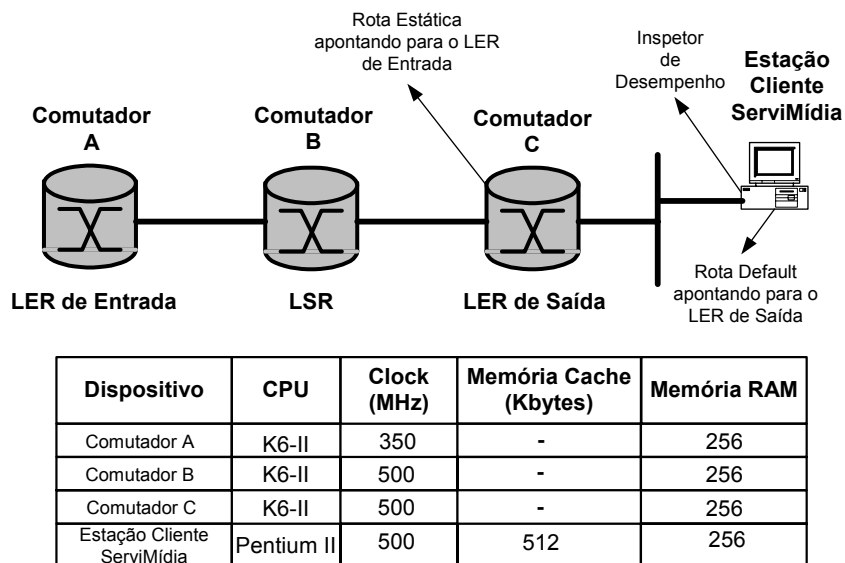 Rota Estática
apontando para o LER
de Entrada
Inspetor
de
Desempenho
Estação
Cliente
ServiMídia
Comutador
A
Comutador
B
Comutador
C
LER de Entrada
LSR
LER de Saída
Rota Default
apontando para o
LER de Saída
Dispositivo CPU Clock (MHz) Memória Cache (Kbytes) Memória RAM
Comutador A K6-II 350 - 256
Comutador B K6-II 500 - 256
Comutador C K6-II 500 - 256
Estação Cliente ServiMídia Pentium II 500 512 256